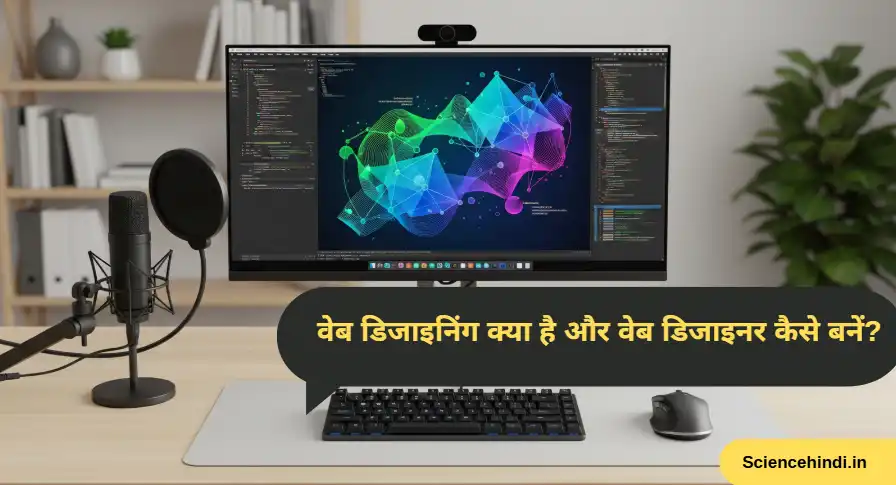 वेब डिजाइनिंग क्या है और वेब डिजाइनर कैसे बनें?
Sciencehindi.in